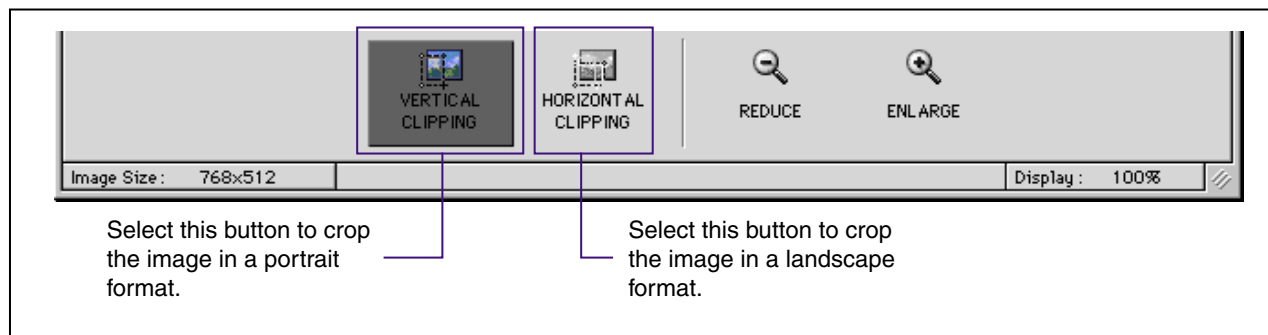 VERTICAL
CLIPPING
HORIZONTAL
CLIPPING
REDUCE
ENLARGE
Image Size: 768x512
Display: 100%
Select this button to crop
the image in a portrait
format.
Select this button to crop
the image in a landscape
format.